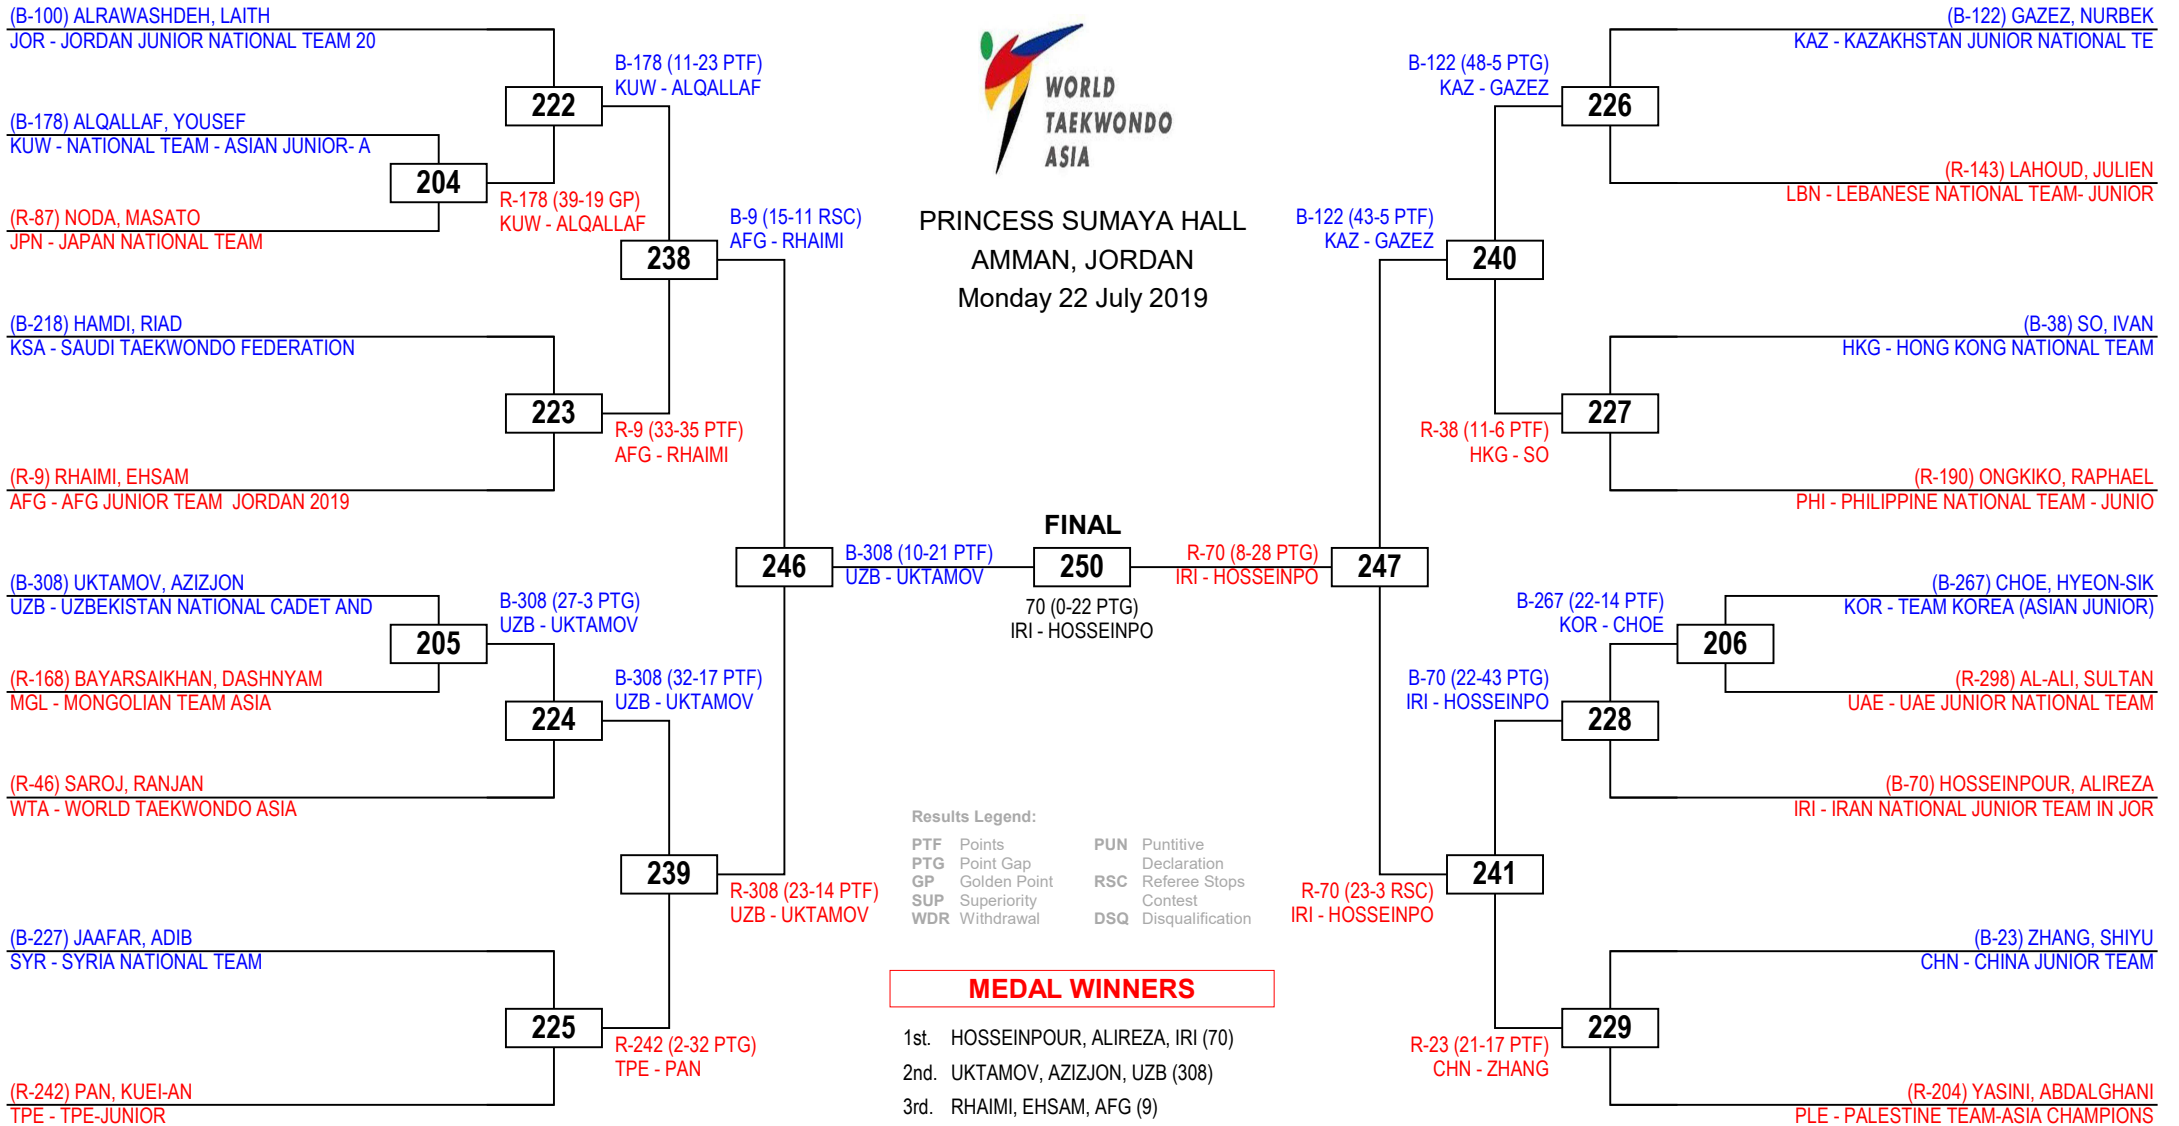 (B-100) ALRAWASHDEH, LAITH
JOR - JORDAN JUNIOR NATIONAL TEAM 20
B-178 (11-23 PTF)
KUW - ALQALLAF
222
(B-178) ALQALLAF, YOUSEF
KUW - NATIONAL TEAM - ASIAN JUNIOR- A
204
(R-87) NODA, MASATO
JPN - JAPAN NATIONAL TEAM
R-178 (39-19 GP)
KUW - ALQALLAF
B-9 (15-11 RSC)
AFG - RHAIMI
238
(B-218) HAMDI, RIAD
KSA - SAUDI TAEKWONDO FEDERATION
223
R-9 (33-35 PTF)
AFG - RHAIMI
(R-9) RHAIMI, EHSAM
AFG - AFG JUNIOR TEAM  JORDAN 2019
246
B-308 (10-21 PTF)
UZB - UKTAMOV
(B-308) UKTAMOV, AZIZJON
UZB - UZBEKISTAN NATIONAL CADET AND
B-308 (27-3 PTG)
UZB - UKTAMOV
205
(R-168) BAYARSAIKHAN, DASHNYAM
MGL - MONGOLIAN TEAM ASIA
B-308 (32-17 PTF)
UZB - UKTAMOV
224
(R-46) SAROJ, RANJAN
WTA - WORLD TAEKWONDO ASIA
239
R-308 (23-14 PTF)
UZB - UKTAMOV
(B-227) JAAFAR, ADIB
SYR - SYRIA NATIONAL TEAM
225
R-242 (2-32 PTG)
TPE - PAN
(R-242) PAN, KUEI-AN
TPE - TPE-JUNIOR
WORLD
TAEKWONDO
ASIA
PRINCESS SUMAYA HALL
AMMAN, JORDAN
Monday 22 July 2019
FINAL
250
70 (0-22 PTG)
IRI - HOSSEINPO
Results Legend:
PTF Points
PTG Point Gap
GP Golden Point
SUP Superiority
WDR Withdrawal
PUN Puntitive
Declaration
RSC Referee Stops
Contest
DSQ Disqualification
MEDAL WINNERS
1st. HOSSEINPOUR, ALIREZA, IRI (70)
2nd. UKTAMOV, AZIZJON, UZB (308)
3rd. RHAIMI, EHSAM, AFG (9)
(B-122) GAZEZ, NURBEK
KAZ - KAZAKHSTAN JUNIOR NATIONAL TE
B-122 (48-5 PTG)
KAZ - GAZEZ
226
(R-143) LAHOUD, JULIEN
LBN - LEBANESE NATIONAL TEAM- JUNIOR
B-122 (43-5 PTF)
KAZ - GAZEZ
240
(B-38) SO, IVAN
HKG - HONG KONG NATIONAL TEAM
227
R-38 (11-6 PTF)
HKG - SO
(R-190) ONGKIKO, RAPHAEL
PHI - PHILIPPINE NATIONAL TEAM - JUNIO
R-70 (8-28 PTG)
IRI - HOSSEINPO
247
(B-267) CHOE, HYEON-SIK
KOR - TEAM KOREA (ASIAN JUNIOR)
B-267 (22-14 PTF)
KOR - CHOE
206
(R-298) AL-ALI, SULTAN
UAE - UAE JUNIOR NATIONAL TEAM
B-70 (22-43 PTG)
IRI - HOSSEINPO
228
(B-70) HOSSEINPOUR, ALIREZA
IRI - IRAN NATIONAL JUNIOR TEAM IN JOR
241
R-70 (23-3 RSC)
IRI - HOSSEINPO
(B-23) ZHANG, SHIYU
CHN - CHINA JUNIOR TEAM
229
R-23 (21-17 PTF)
CHN - ZHANG
(R-204) YASINI, ABDALGHANI
PLE - PALESTINE TEAM-ASIA CHAMPIONS